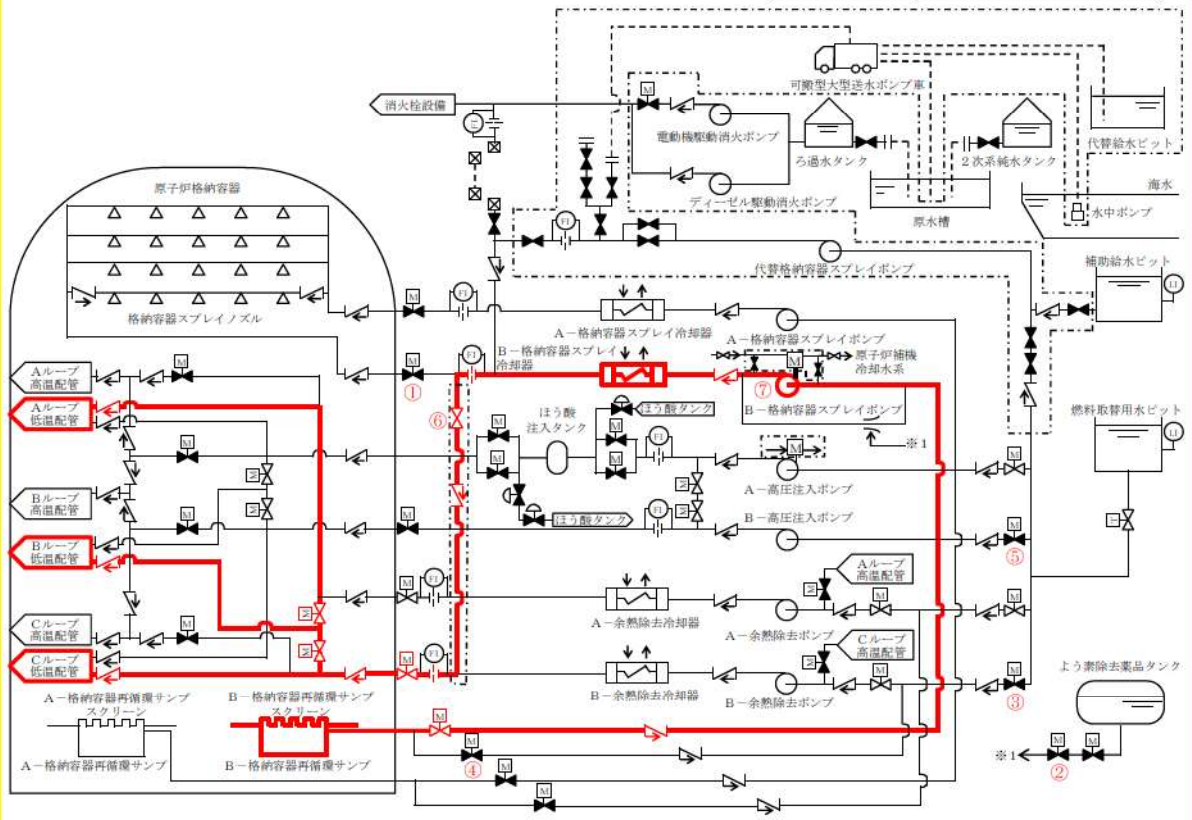 消火栓設備
M
FI
電動機駆動消火ポンプ
ディーゼル駆動消火ポンプ
可搬型大型送水ポンプ車
ろ過水タンク
2次系純水タンク
代替給水ピット
原水槽
海水
水中ポンプ
FI
代替格納容器スプレイポンプ
補助給水ピット
LI
原子炉格納容器
格納容器スプレイノズル
M
FI
A-格納容器スプレイ冷却器
A-格納容器スプレイポンプ
B-格納容器スプレイ
冷却器
M
①
FI
⑥
⑦
M
原子炉補機
冷却水系
B-格納容器スプレイポンプ
※1
燃料取替用水ピット
LI
Aループ
高温配管
M
Aループ
低温配管
M
ほう酸
注入タンク
ほう酸タンク
M
M
M
M
FI
M
M
M
A-高圧注入ポンプ
M
Bループ
高温配管
M
M
M
M
ほう酸タンク
FI
B-高圧注入ポンプ
M
⑤
T
Bループ
低温配管
M
M
FI
A-余熱除去冷却器
A-余熱除去ポンプ
Aループ
高温配管
M
M
M
Cループ
高温配管
M
M
Cループ
低温配管
M
FI
B-余熱除去冷却器
B-余熱除去ポンプ
Cループ
高温配管
M
M
M
③
よう素除去薬品タンク
A-格納容器再循環サンプ
スクリーン
B-格納容器再循環サンプ
スクリーン
M
A-格納容器再循環サンプ
B-格納容器再循環サンプ
M
④
M
M
※1
M
M
②